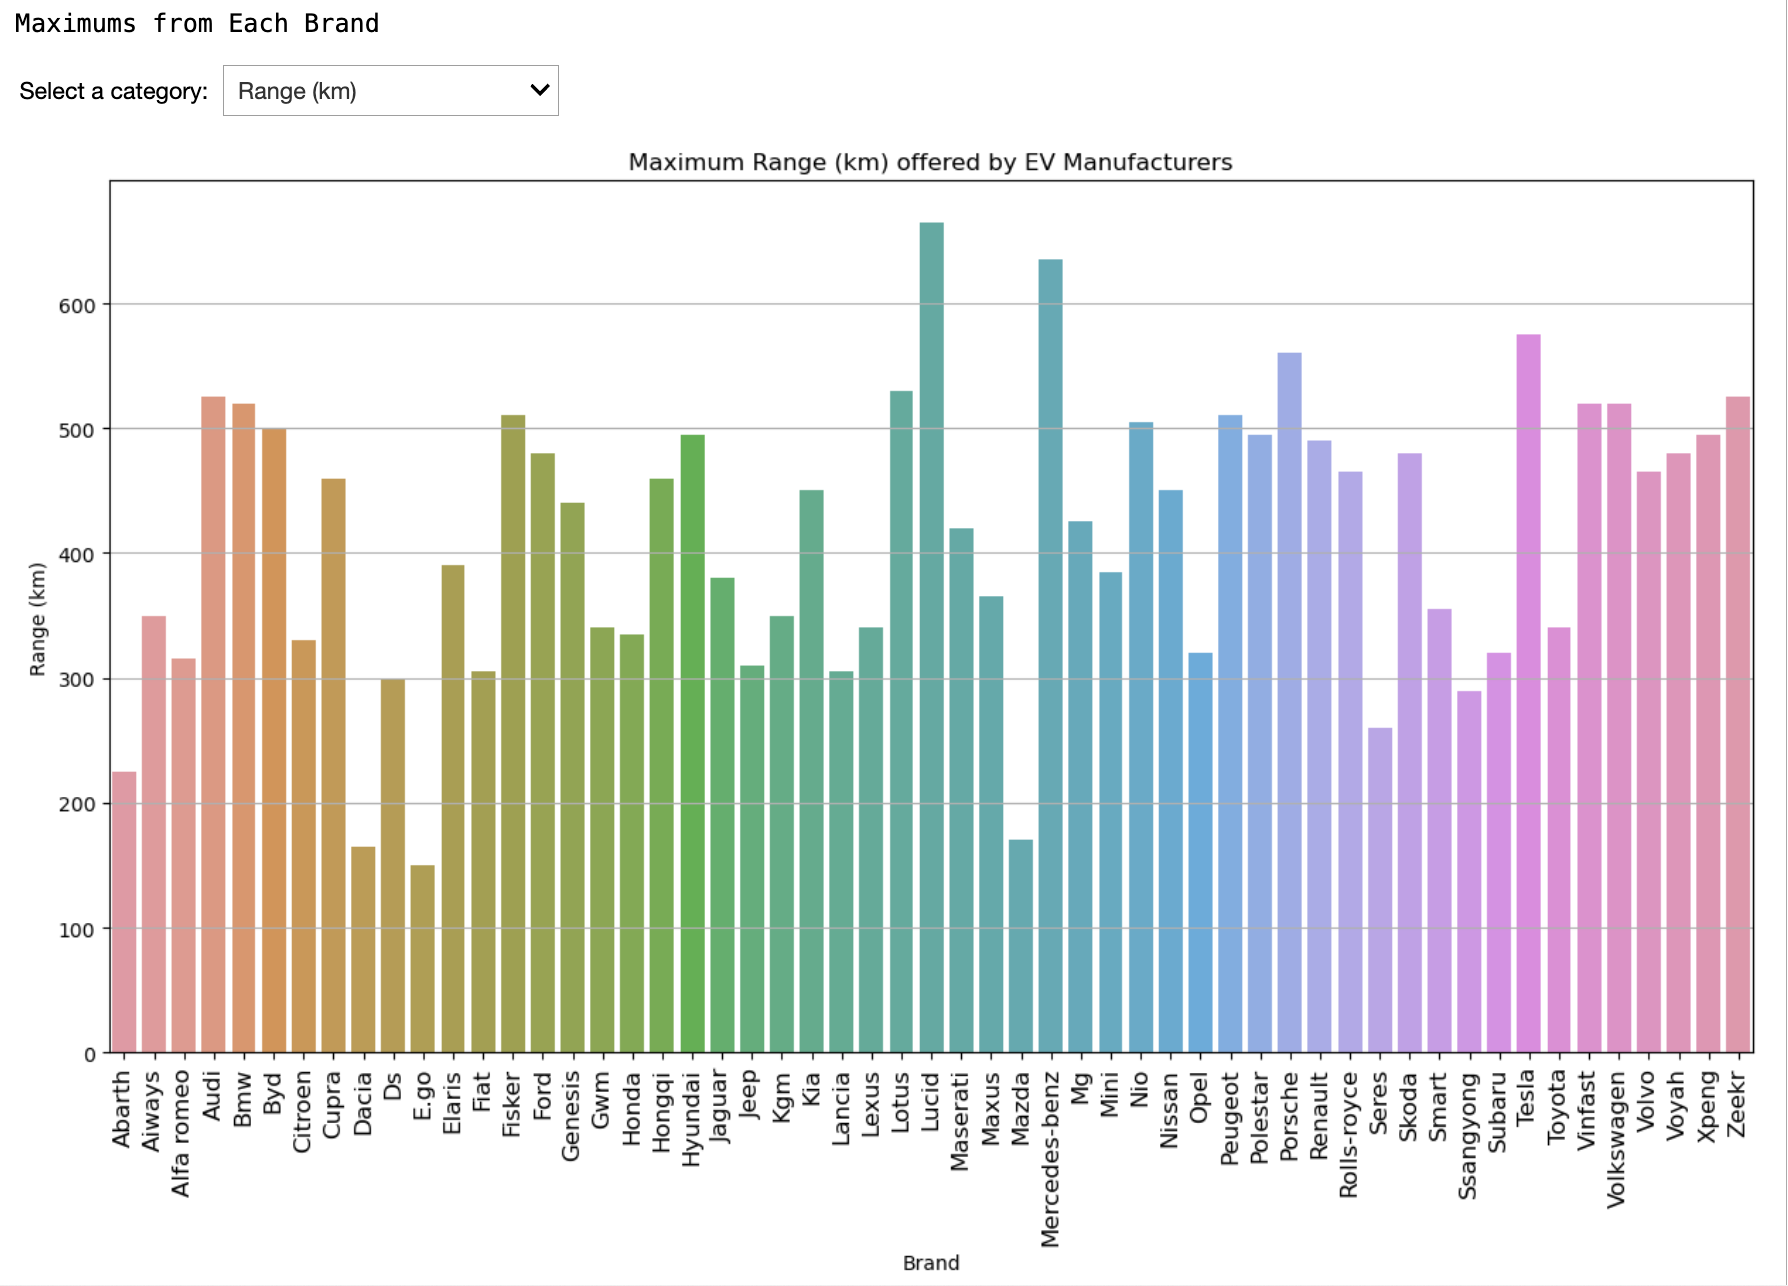 Maximums from Each Brand
Select a category: Range (km)
Maximum Range (km) offered by EV Manufacturers
Range (km)
600
500
400
300
200
100
0
Abarth
Aiways
Alfa romeo
Audi
Bmw
Byd
Citroen
Cupra
Dacia
Ds
E.go
Elaris
Fiat
Fisker
Ford
Genesis
Gwm
Honda
Hongqi
Hyundai
Jaguar
Jeep
Kgm
Kia
Lancia
Lexus
Lotus
Lucid
Maserati
Maxus
Mazda
Mercedes-benz
Mg
Mini
Nio
Nissan
Opel
Peugeot
Polestar
Porsche
Renault
Rolls-royce
Seres
Skoda
Smart
Ssangyong
Subaru
Tesla
Toyota
Vinfast
Volkswagen
Volvo
Voyah
Xpeng
Zeekr
Brand